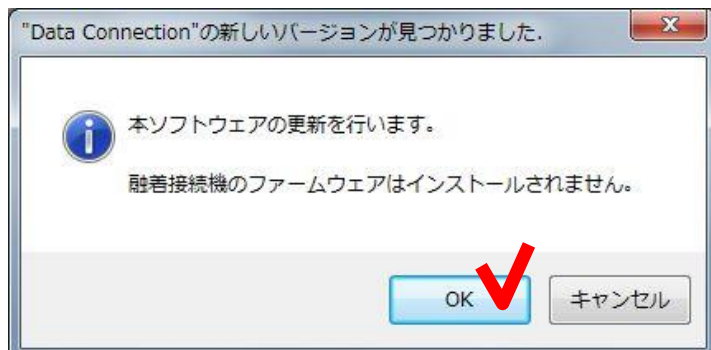 "Data Connection"の新しいバージョンが見つかりました.
本ソフトウェアの更新を行います。
融着接続機のファームウェアはインストールされません。
OK
キャンセル